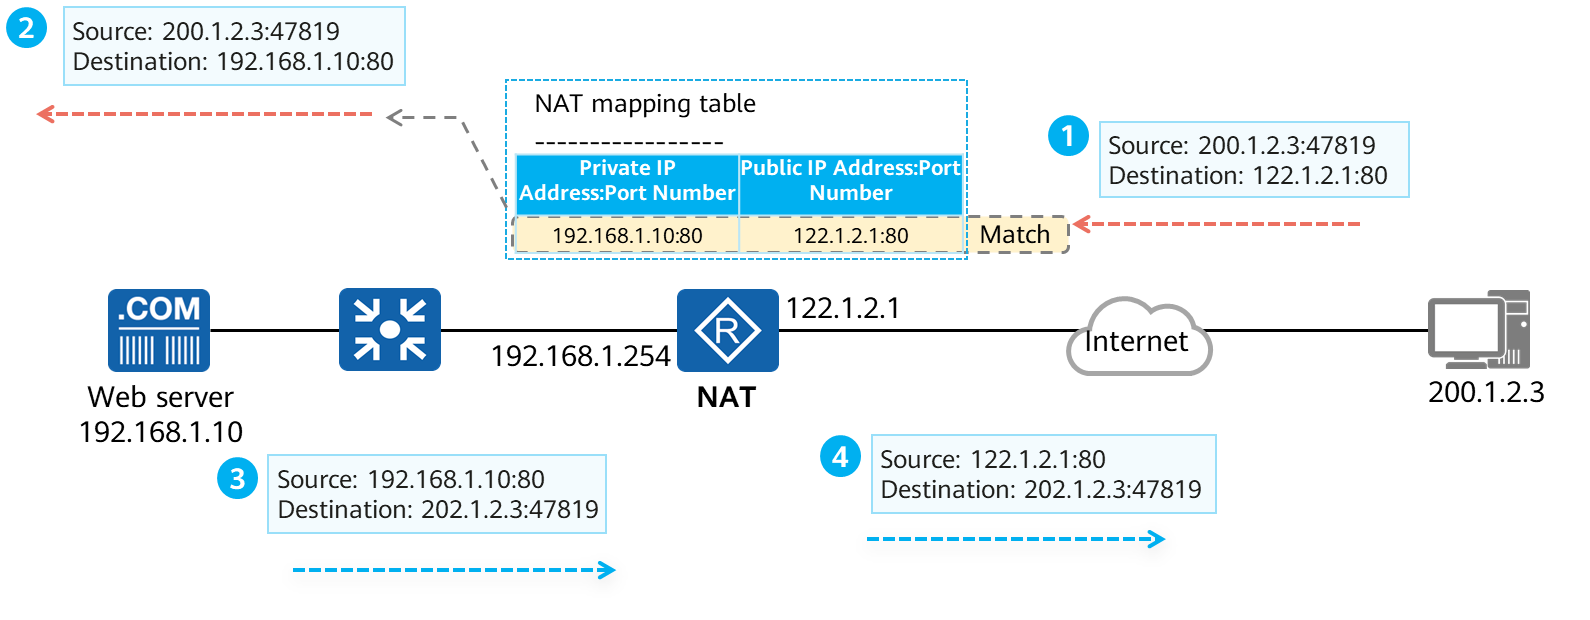 2
Source: 200.1.2.3:47819
Destination: 192.168.1.10:80
NAT mapping table
-----------------
Private IP
Address:Port Number
Public IP Address:Port
Number
192.168.1.10:80
122.1.2.1:80
Match
1
Source: 200.1.2.3:47819
Destination: 122.1.2.1:80
.COM
Web server
192.168.1.10
192.168.1.254
R
NAT
122.1.2.1
Internet
200.1.2.3
3
Source: 192.168.1.10:80
Destination: 202.1.2.3:47819
4
Source: 122.1.2.1:80
Destination: 202.1.2.3:47819